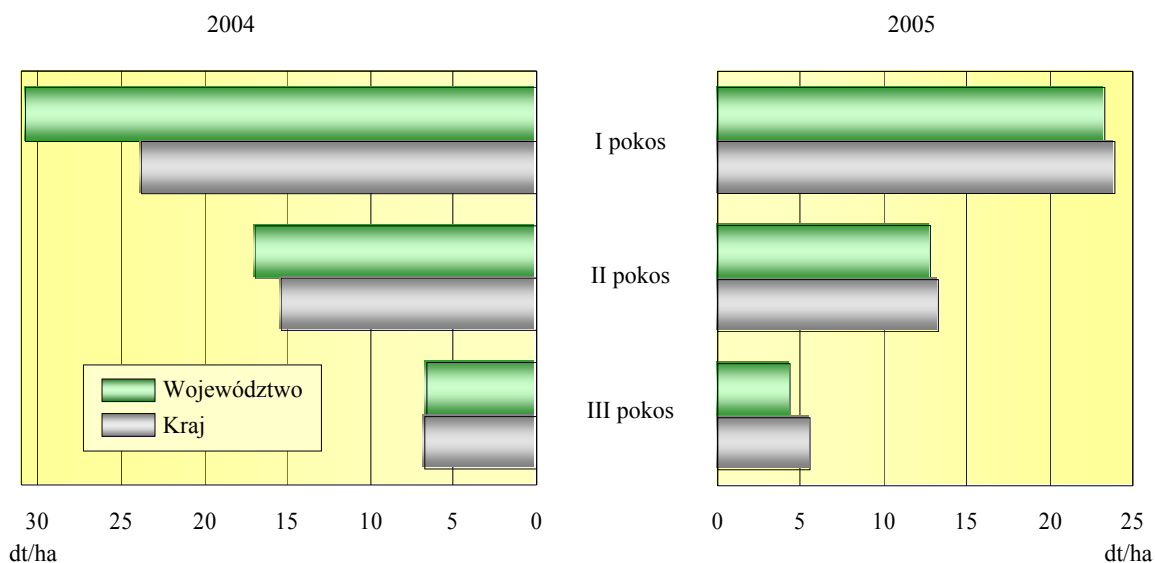 2004
2005
I pokos
II pokos
III pokos
Województwo
Kraj
30 25 20 15 10 5 0
dt/ha
0 5 10 15 20 25
dt/ha